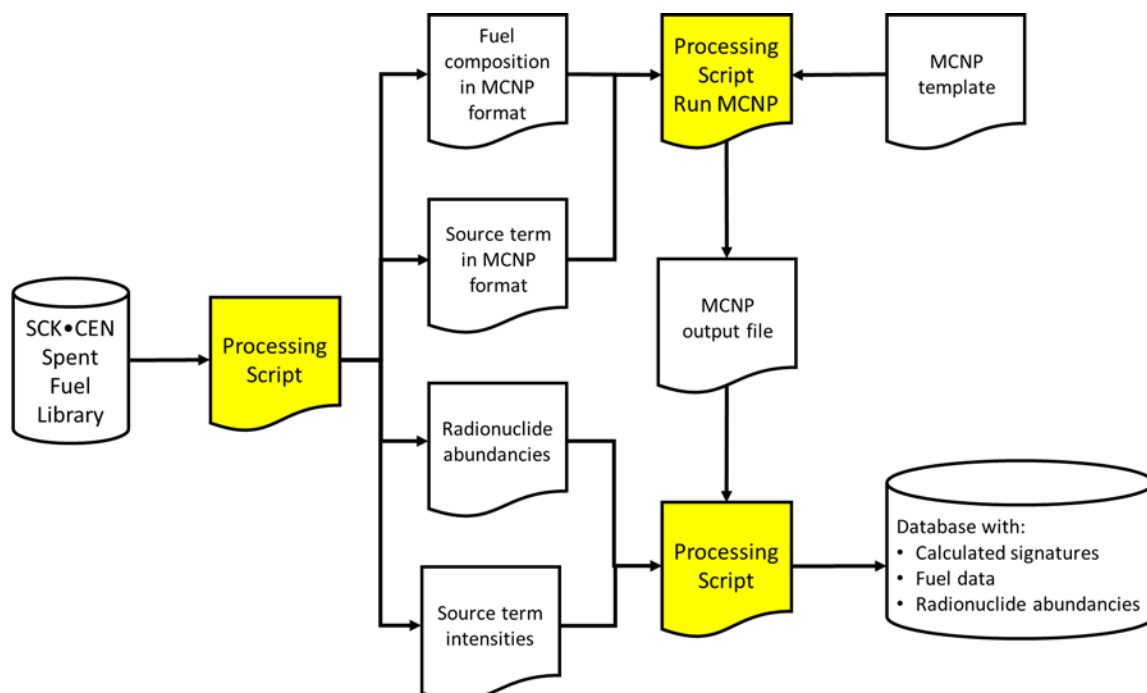 Fuel
composition
in MCNP
format
Processing
Script
Run MCNP
MCNP
template
Source term
in MCNP
format
SCK•CEN
Spent
Fuel
Library
Processing
Script
MCNP
output file
Radionuclide
abundancies
Processing
Script
Database with:
• Calculated signatures
• Fuel data
• Radionuclide abundancies
Source term
intensities